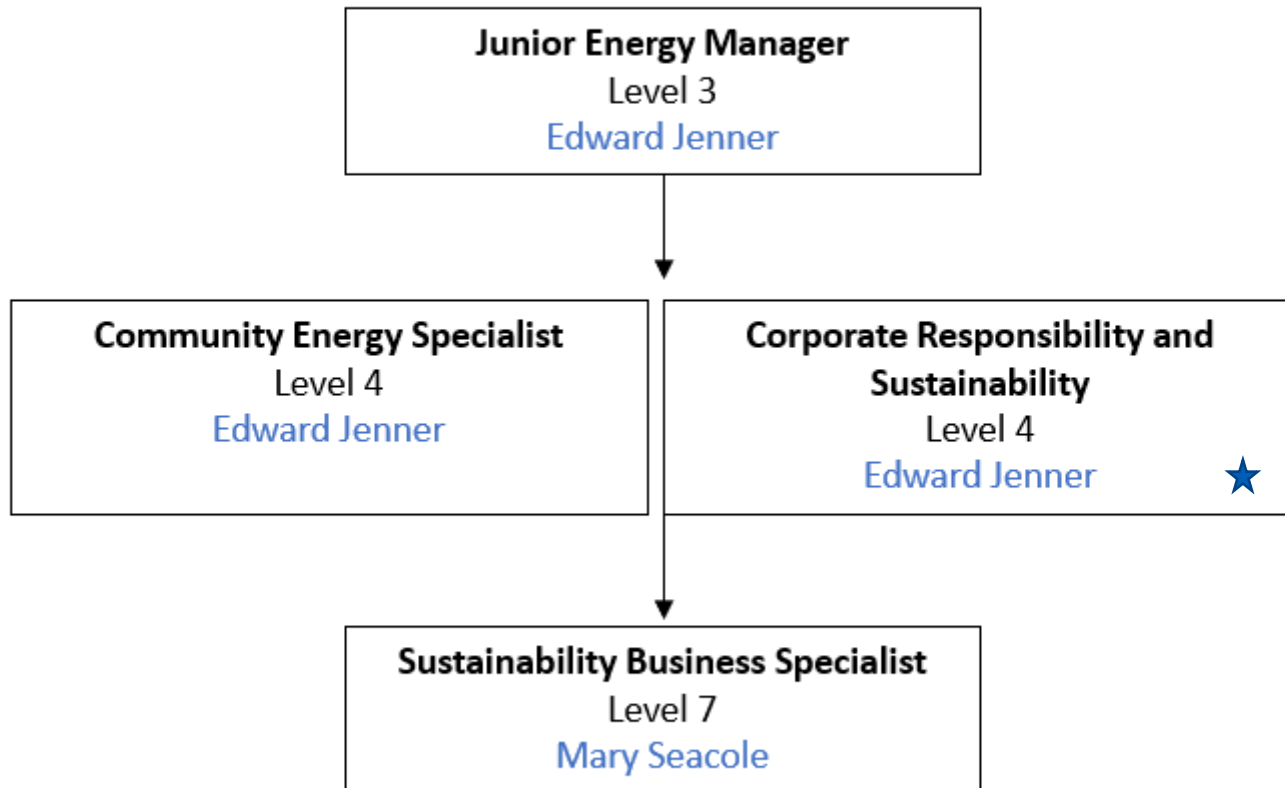 Junior Energy Manager
Level 3
Edward Jenner
Community Energy Specialist
Level 4
Edward Jenner
Corporate Responsibility and
Sustainability
Level 4
Edward Jenner
Sustainability Business Specialist
Level 7
Mary Seacole